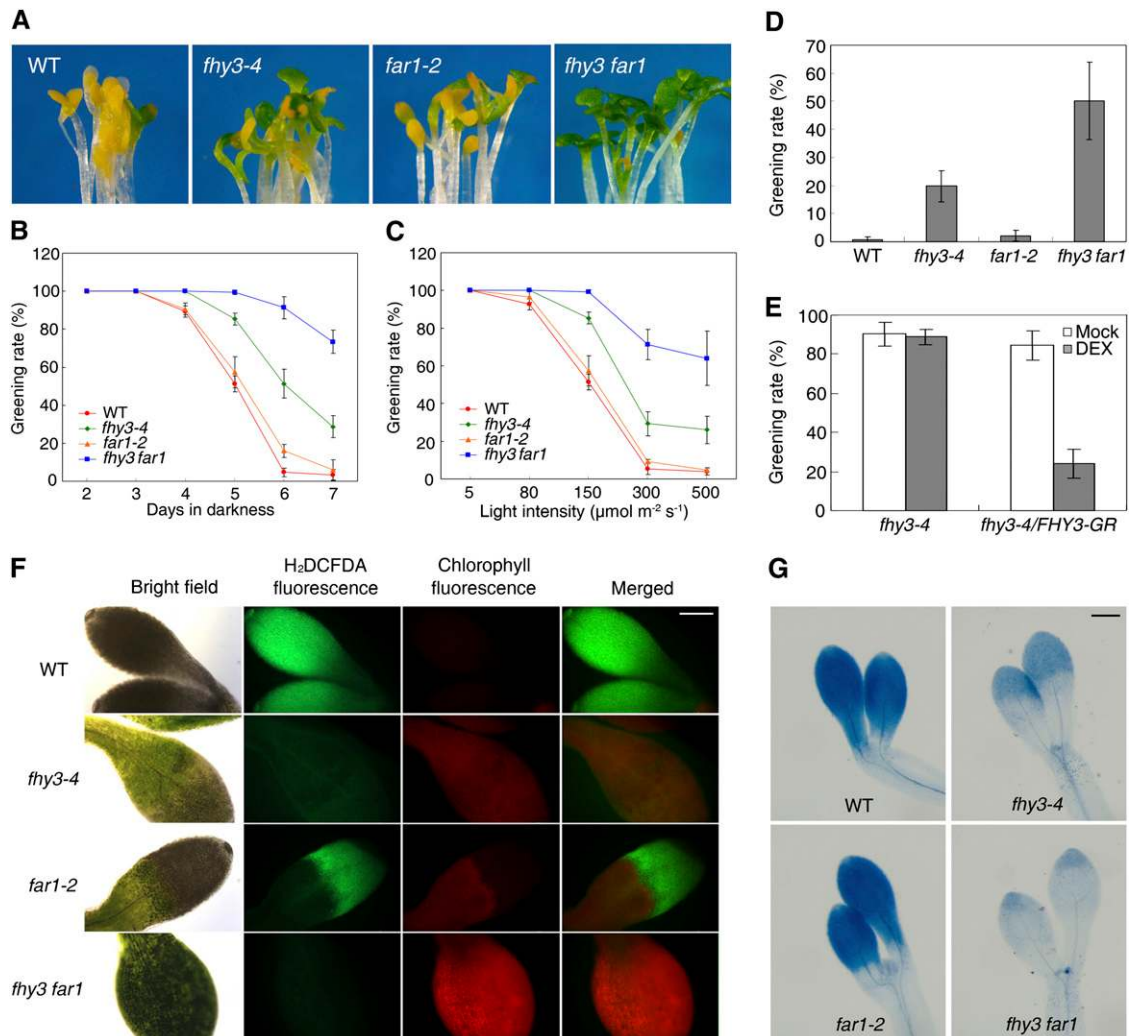 A
WT
fhy3-4
far1-2
fhy3 far1
B
Greening rate (%)
120
100
80
60
40
20
0
WT
fhy3-4
far1-2
fhy3 far1
2 3 4 5 6 7
Days in darkness
C
Greening rate (%)
120
100
80
60
40
20
0
WT
fhy3-4
far1-2
fhy3 far1
5 80 150 300 500
Light intensity (μmol m⁻² s⁻¹)
D
Greening rate (%)
70
60
50
40
30
20
10
0
WT fhy3-4 far1-2 fhy3 far1
E
Greening rate (%)
100
80
60
40
20
0
Mock
DEX
fhy3-4 fhy3-4/FHY3-GR
F
Bright field
H₂DCFDA
fluorescence
Chlorophyll
fluorescence
Merged
WT
fhy3-4
far1-2
fhy3 far1
G
WT
fhy3-4
far1-2
fhy3 far1